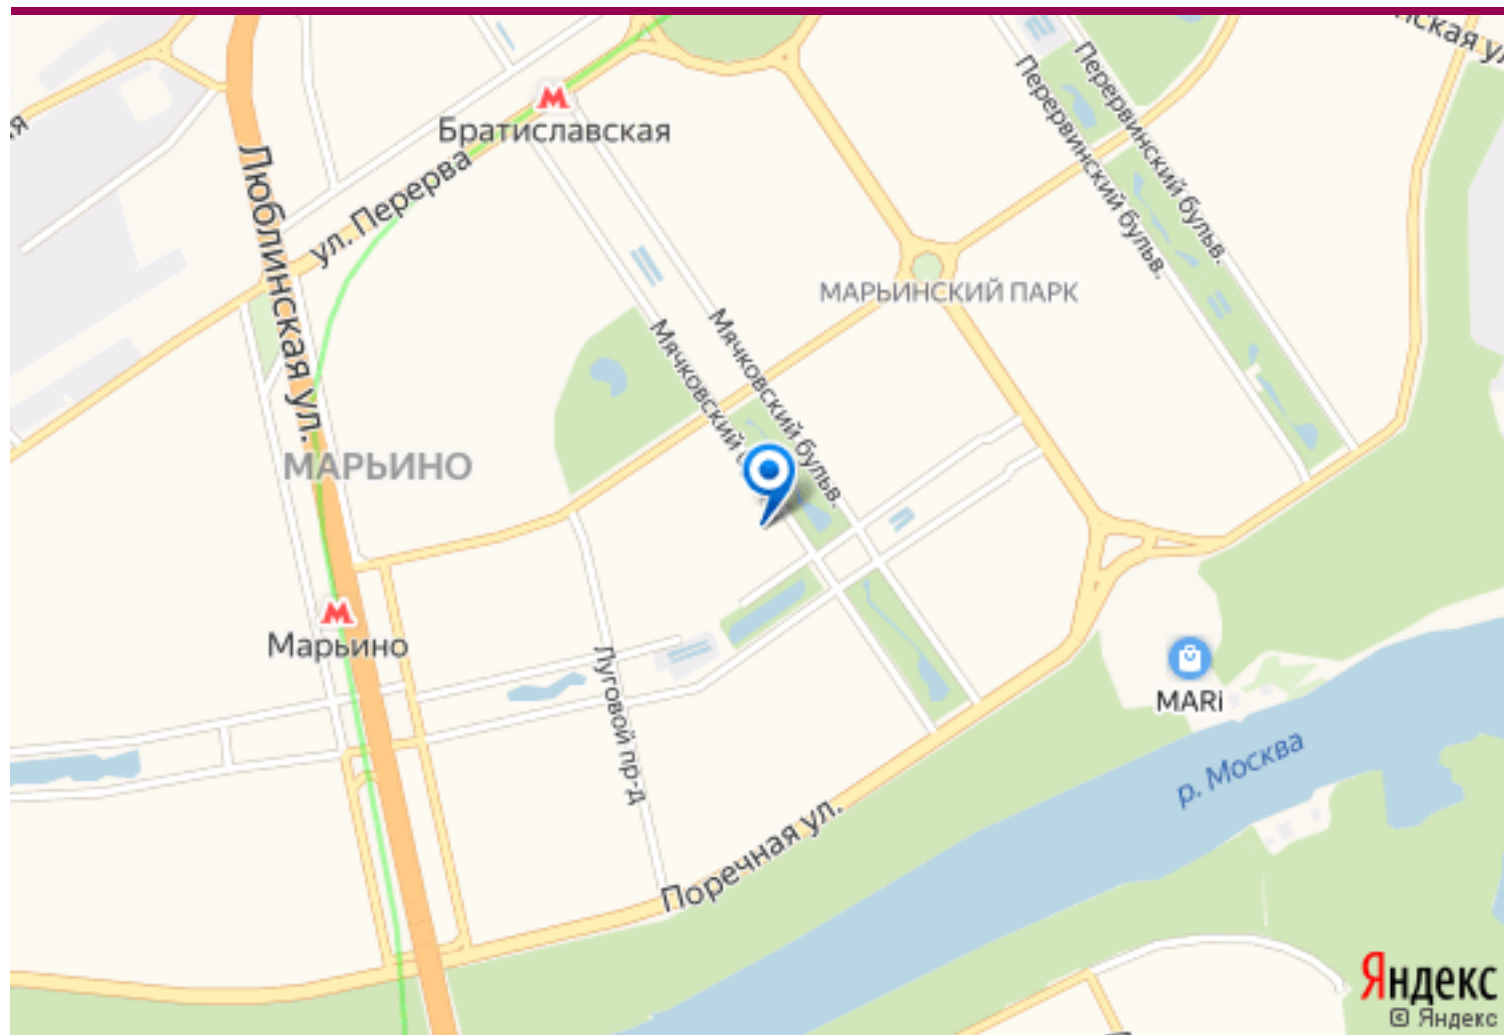 Братиславская
ул. Перерва
Люблинская ул.
Перервинский бульв.
Перервинский бульв.
МАРЬИНСКИЙ ПАРК
Мячковский
Мячковский бульв.
МАРЬИНО
Марьино
Луговой пр-д
MARi
р. Москва
Поречная ул.
Яндекс
© Яндекс